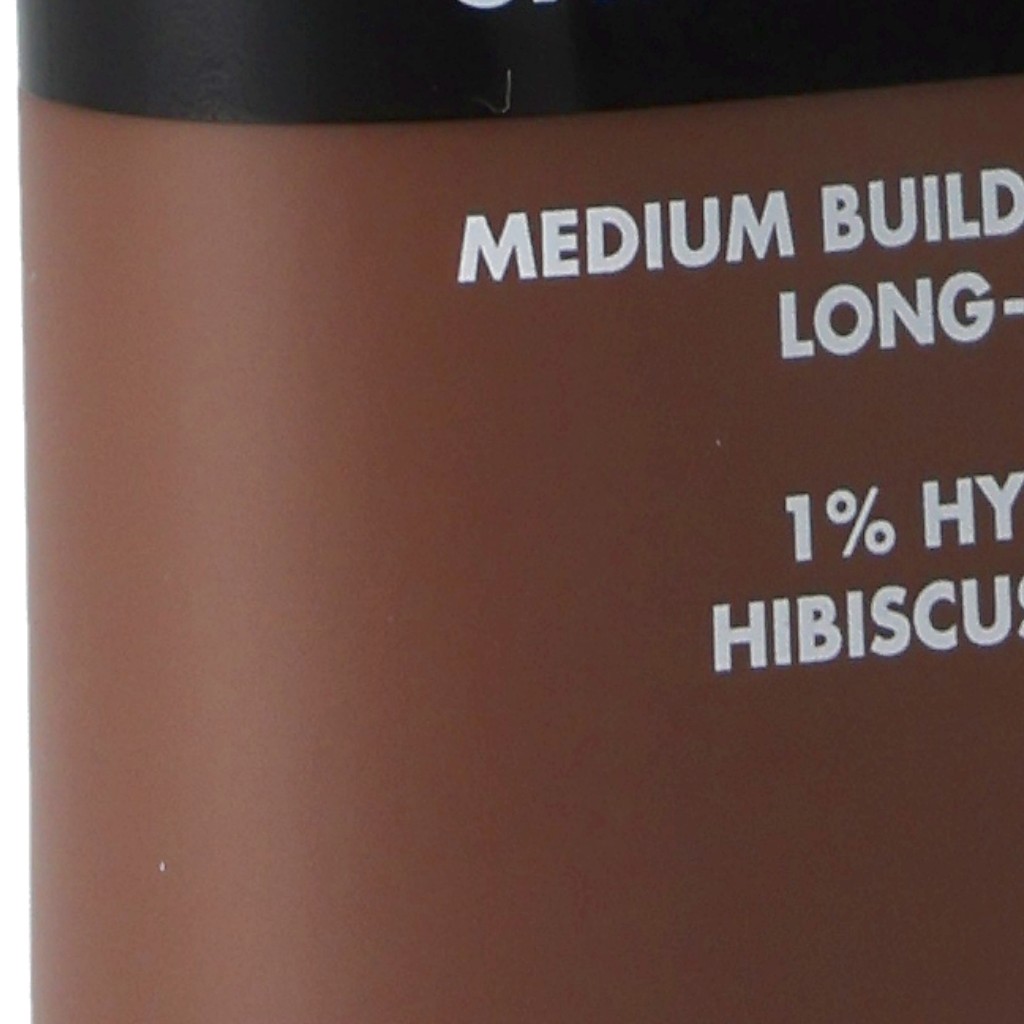 MEDIUM BUILD
LONG-
1% HY
HIBISCUS